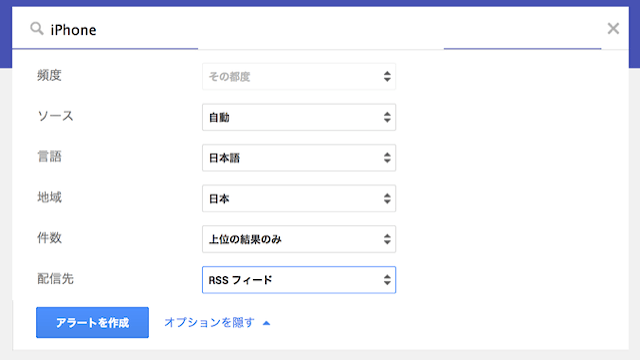 iPhone
頻度 その都度
ソース 自動
言語 日本語
地域 日本
件数 上位の結果のみ
配信先 RSS フィード
アラートを作成 オプションを隠す